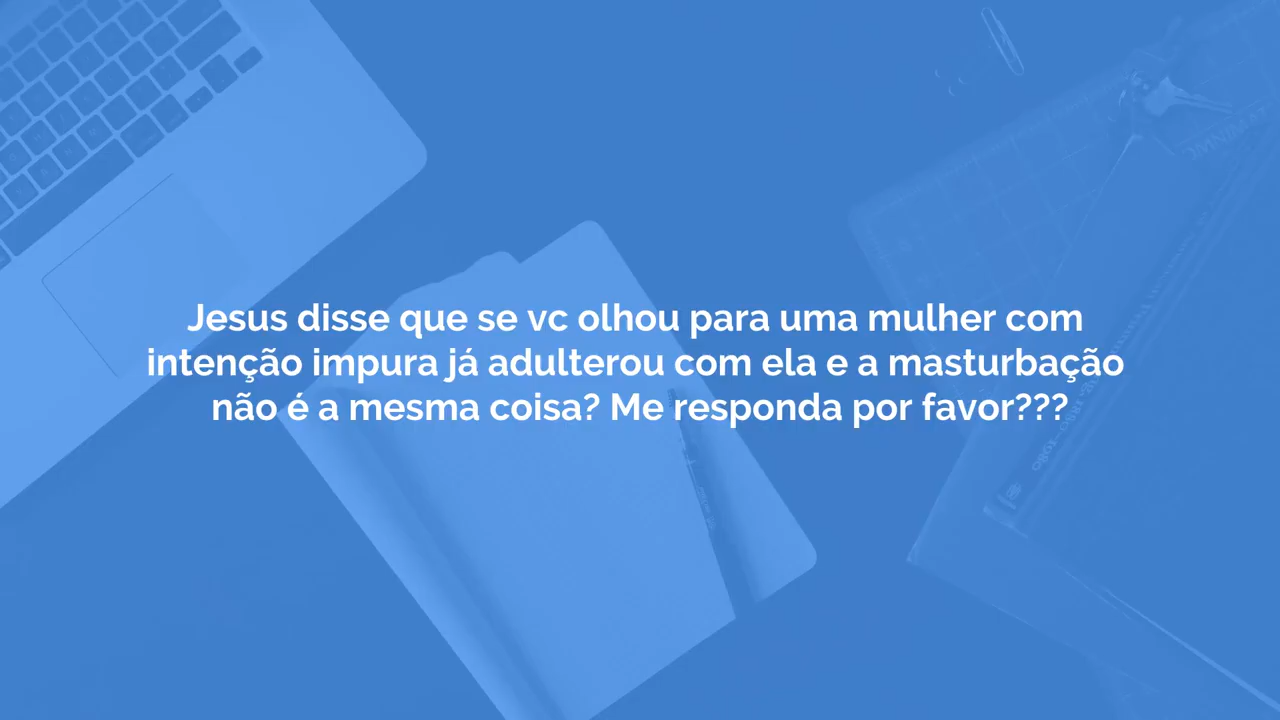 Jesus disse que se vc olhou para uma mulher com
intenção impura já adulterou com ela e a masturbação
não é a mesma coisa? Me responda por favor???